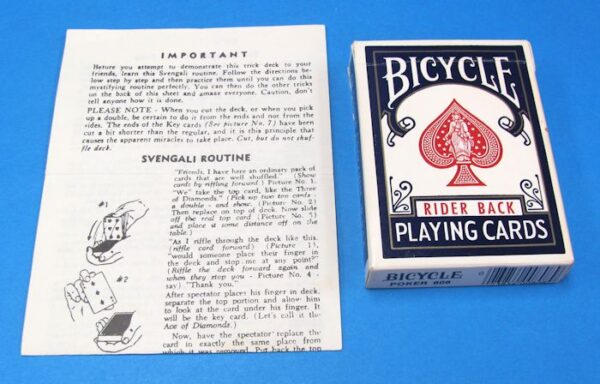 IMPORTANT
Before you attempt to demonstrate this trick deck to your
friends, learn this Svengali routine. Follow the directions be-
low step by step and then practice them until you can do this
mystifying routine perfectly. You can then do the other tricks
on the back of this sheet and amaze everyone. Caution, don't
tell anyone how it is done.
PLEASE NOTE - When you cut the deck, or when you pick
up a double, be certain to do it from the ends and not from the
sides. The ends of the Key cards (See picture No. 7) have been
cut a bit shorter than the regular, and it is this principle that
causes the apparent miracles to take place. Cut, but do not shuf-
fle deck.
SVENGALI ROUTINE
"Friends, I have here an ordinary pack of
cards that are well shuffled." (Show
cards by riffling forward.) Picture No. 1.
"We" take the top card, like the Three
of Diamonds." (Pick up two top cards -
a double - and show. (Picture No. 2)
Then replace on top of deck. Now slide
off the real top card (Picture No. 3)
and place it some distance off on the
table.)
"As I riffle through the deck like this,
(riffle card forward) (Picture 1),
"would someone place their finger in
the deck and stop me at any point?"
(Riffle the deck forward again and
when they stop you - Picture No. 4 -
say) "Thank you."
After spectator places his finger in deck,
separate the top portion and allow him
to look at the card under his finger. It
will be the key card. (Let's call it the
Ace of Diamonds.)
Now, have the spectator replace the
card in exactly the same place from
which it was removed. Put back the top
#1
#2
BICYCLE
RIDER BACK
PLAYING CARDS
BICYCLE
POKER 808